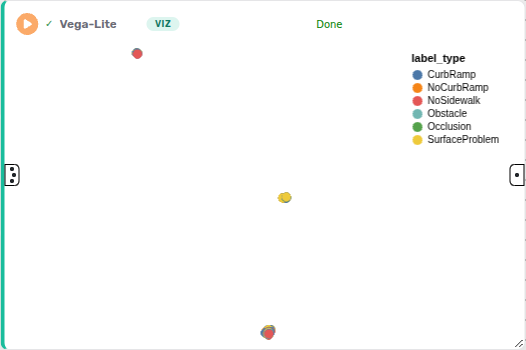 ✓ Vega-Lite VIZ Done
label_type
CurbRamp
NoCurbRamp
NoSidewalk
Obstacle
Occlusion
SurfaceProblem